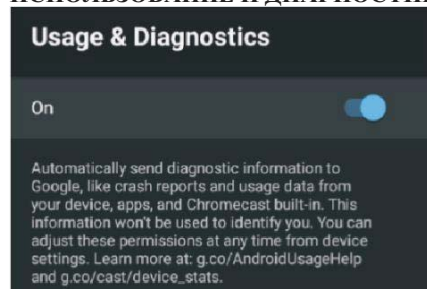 ИСПОЛЬЗОВАНИЕ И ДИАГНОСТИ
Usage & Diagnostics
On
Automatically send diagnostic information to
Google, like crash reports and usage data from
your device, apps, and Chromecast built-in. This
information won't be used to identify you. You can
adjust these permissions at any time from device
settings. Learn more at: g.co/AndroidUsageHelp
and g.co/cast/device_stats.